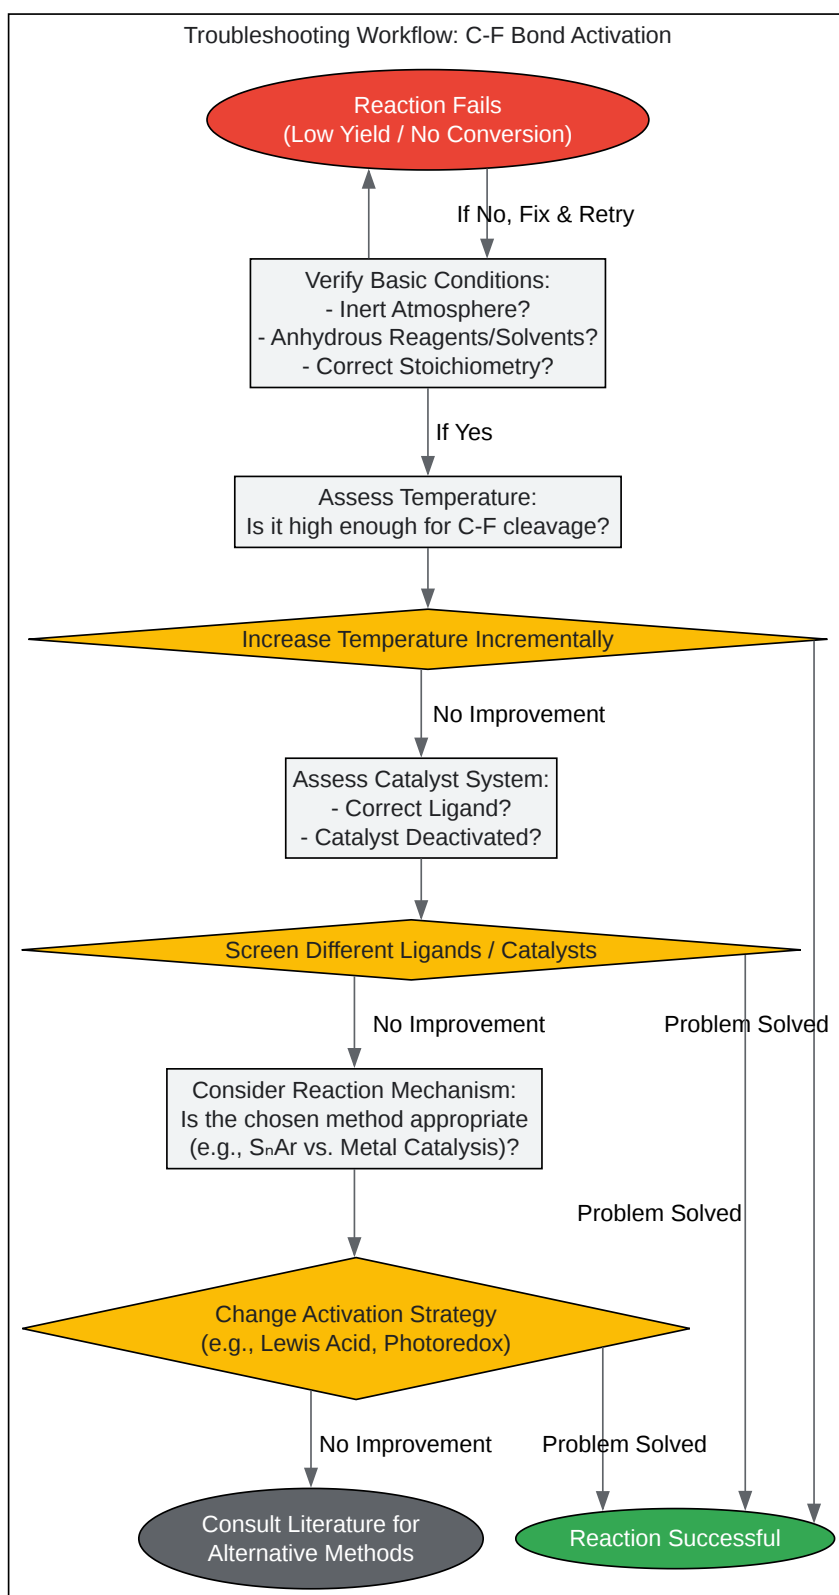 Troubleshooting Workflow: C-F Bond Activation
Reaction Fails
(Low Yield / No Conversion)
If No, Fix & Retry
Verify Basic Conditions:
- Inert Atmosphere?
- Anhydrous Reagents/Solvents?
- Correct Stoichiometry?
If Yes
Assess Temperature:
Is it high enough for C-F cleavage?
Increase Temperature Incrementally
No Improvement
Assess Catalyst System:
- Correct Ligand?
- Catalyst Deactivated?
Screen Different Ligands / Catalysts
No Improvement
Problem Solved
Consider Reaction Mechanism:
Is the chosen method appropriate
(e.g., SₙAr vs. Metal Catalysis)?
Problem Solved
Change Activation Strategy
(e.g., Lewis Acid, Photoredox)
No Improvement
Problem Solved
Consult Literature for
Alternative Methods
Reaction Successful